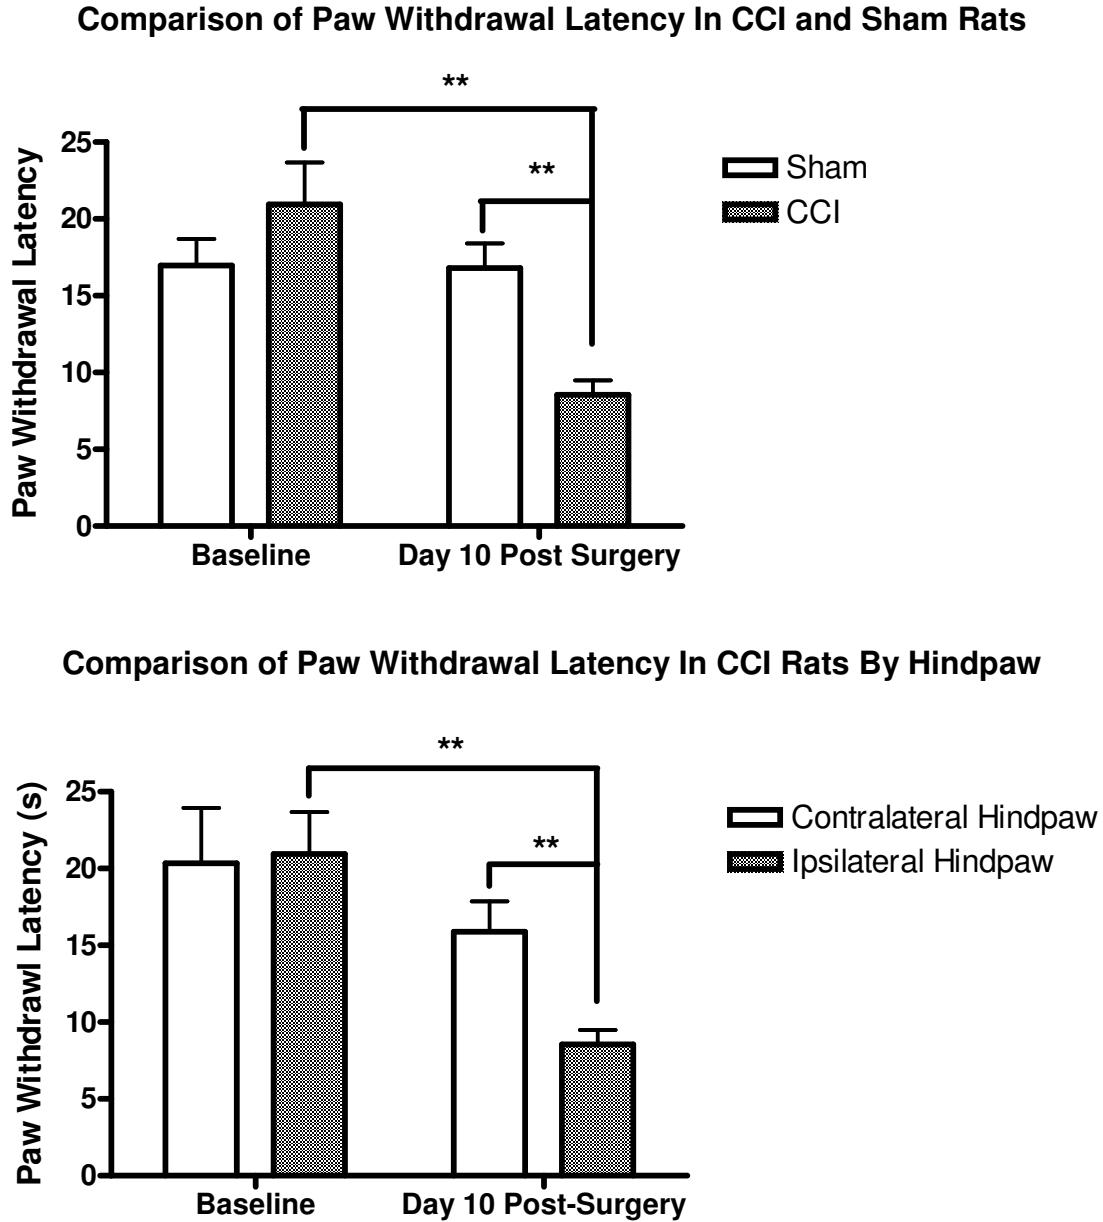 Comparison of Paw Withdrawal Latency In CCI and Sham Rats
**
**
25
20
15
10
5
0
Paw Withdrawal Latency
Baseline
Day 10 Post Surgery
Sham
CCI
Comparison of Paw Withdrawal Latency In CCI Rats By Hindpaw
**
**
25
20
15
10
5
0
Paw Withdrawl Latency (s)
Baseline
Day 10 Post-Surgery
Contralateral Hindpaw
Ipsilateral Hindpaw